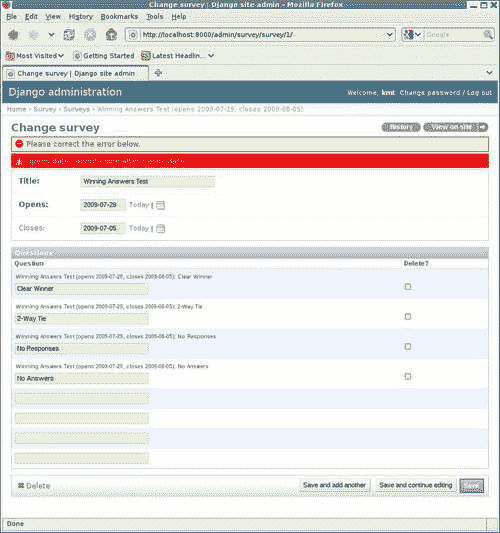 Change survey | Django site admin - Mozilla Firefox
File Edit View History Bookmarks Tools Help
http://localhost:8000/admin/survey/survey/1/
Google
Most Visited Getting Started Latest Headlin...
Change survey | Django site admin
Django administration
Welcome, kmt. Change password / Log out
Home › Survey › Surveys › Winning Answers Test (opens 2009-07-29, closes 2009-08-05)
Change survey
History View on site
Please correct the error below.
Title: Winning Answers Test
Opens: 2009-07-29 Today |
Closes: 2009-07-05 Today |
Questions
Question Delete?
Winning Answers Test (opens 2009-07-29, closes 2009-08-05): Clear Winner
Clear Winner
Winning Answers Test (opens 2009-07-29, closes 2009-08-05): 2-Way Tie
2-Way Tie
Winning Answers Test (opens 2009-07-29, closes 2009-08-05): No Responses
No Responses
Winning Answers Test (opens 2009-07-29, closes 2009-08-05): No Answers
No Answers
Delete Save and add another Save and continue editing Save
Done